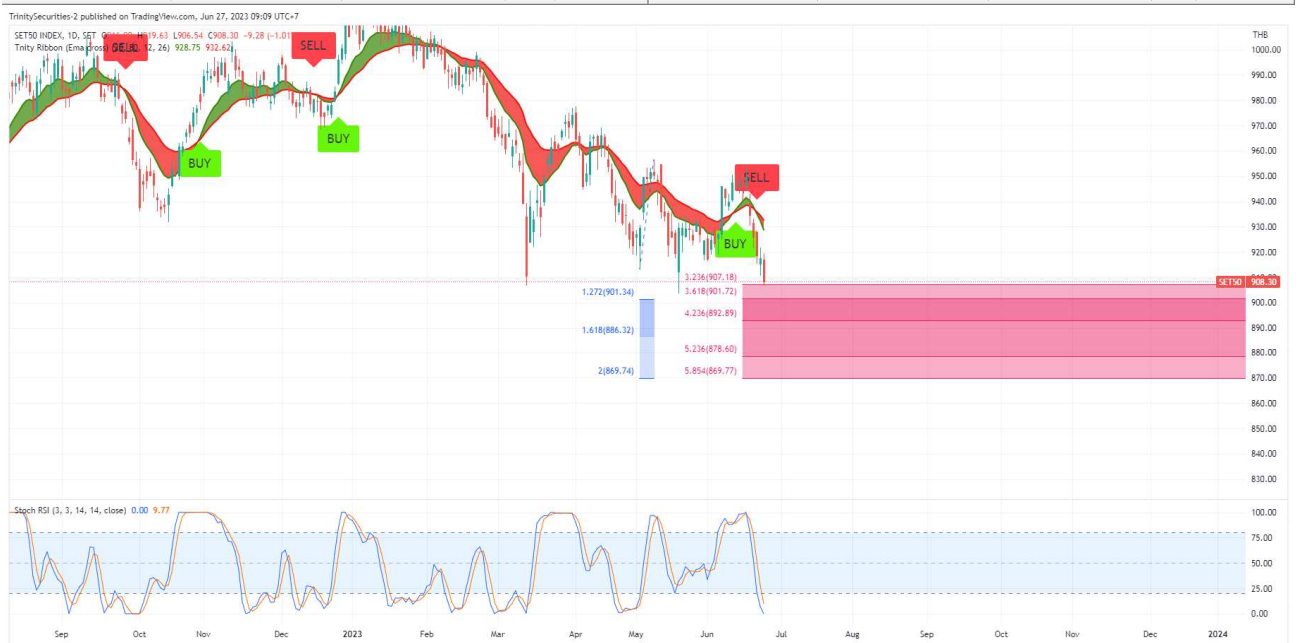 TrinitySecurities-2 published on TradingView.com, Jun 27, 2023 09:09 UTC+7
SET50 INDEX, 1D, SET H919.63 L906.54 C908.30 -9.28
Tnity Ribbon (Ema cross) 12, 26) 928.75 932.62
SELL
SELL
BUY
BUY
SELL
BUY
THB
1000.00
990.00
980.00
970.00
960.00
950.00
940.00
930.00
920.00
SET50 908.30
900.00
890.00
880.00
870.00
860.00
850.00
840.00
830.00
3.236(907.18)
1.272(901.34)
3.618(901.72)
4.236(892.89)
1.618(886.32)
5.236(878.60)
2(869.74)
5.854(869.77)
Stoch RSI (3, 3, 14, 14, close) 0.00 9.77
100.00
75.00
50.00
25.00
0.00
Sep Oct Nov Dec 2023 Feb Mar Apr May Jun Jul Aug Sep Oct Nov Dec 2024